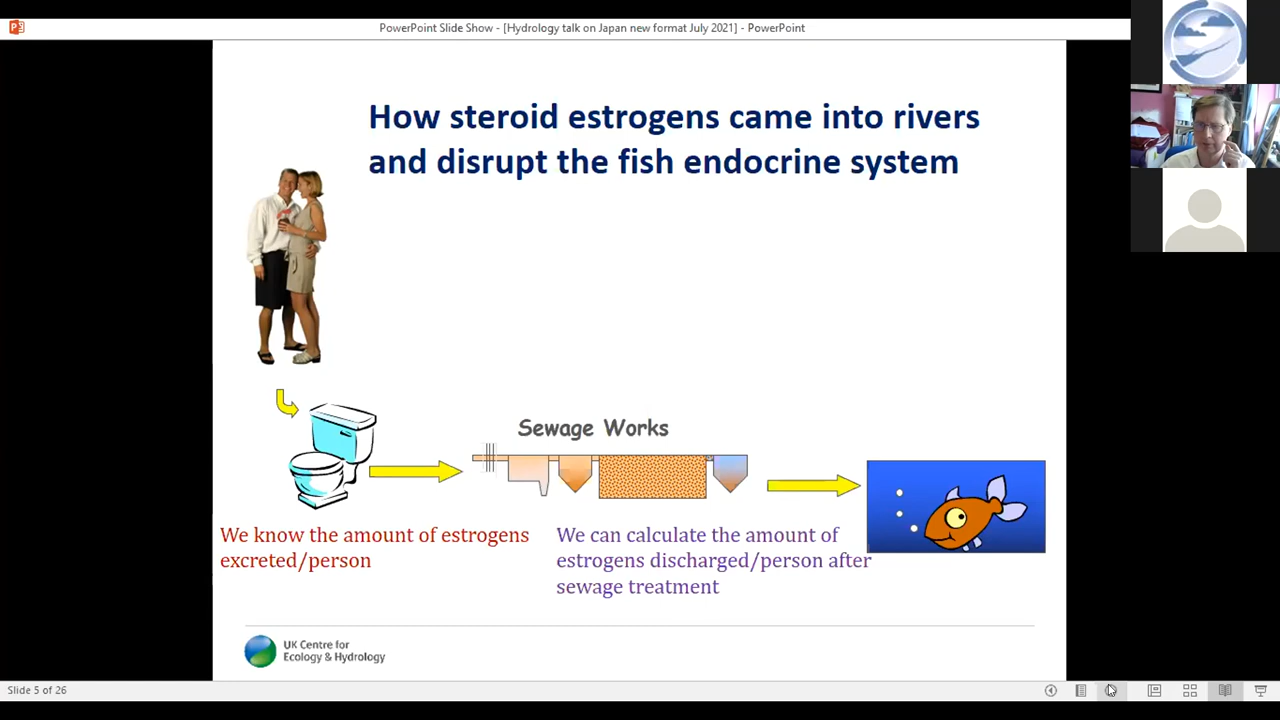 PowerPoint Slide Show - [Hydrology talk on Japan new format July 2021] - PowerPoint
How steroid estrogens came into rivers
and disrupt the fish endocrine system
Sewage Works
We know the amount of estrogens
excreted/person
We can calculate the amount of
estrogens discharged/person after
sewage treatment
UK Centre for
Ecology & Hydrology
Slide 5 of 26